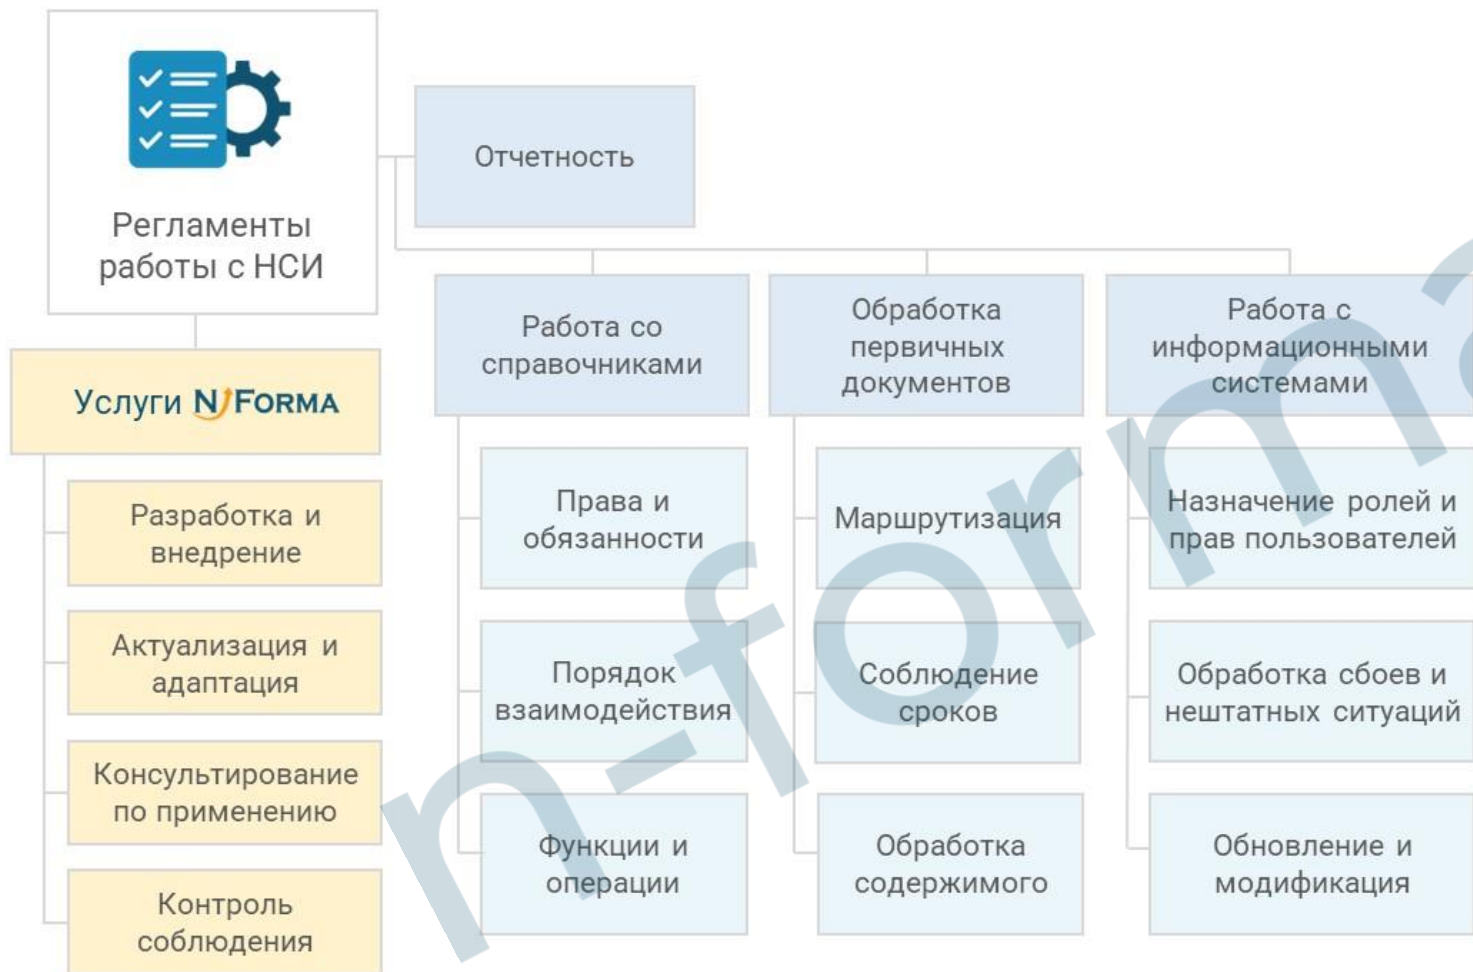 Регламенты
работы с НСИ
Отчетность
Услуги N/FORMA
Разработка и
внедрение
Актуализация и
адаптация
Консультирование
по применению
Контроль
соблюдения
Работа со
справочниками
Права и
обязанности
Порядок
взаимодействия
Функции и
операции
Обработка
первичных
документов
Маршрутизация
Соблюдение
сроков
Обработка
содержимого
Работа с
информационными
системами
Назначение ролей и
прав пользователей
Обработка сбоев и
нештатных ситуаций
Обновление и
модификация
n-forma